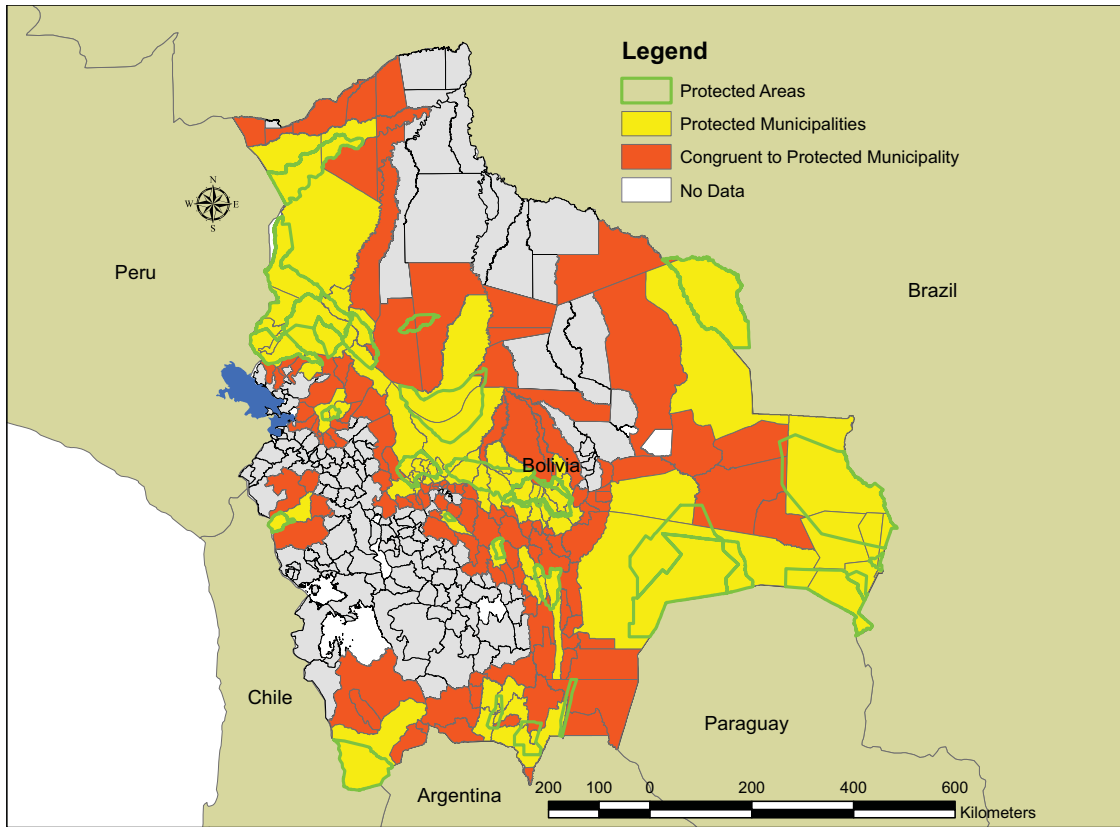 Legend
Protected Areas
Protected Municipalities
Congruent to Protected Municipality
No Data
N
W E
S
Peru
Brazil
Bolivia
Chile
Paraguay
Argentina
200 100 0 200 400 600
Kilometers